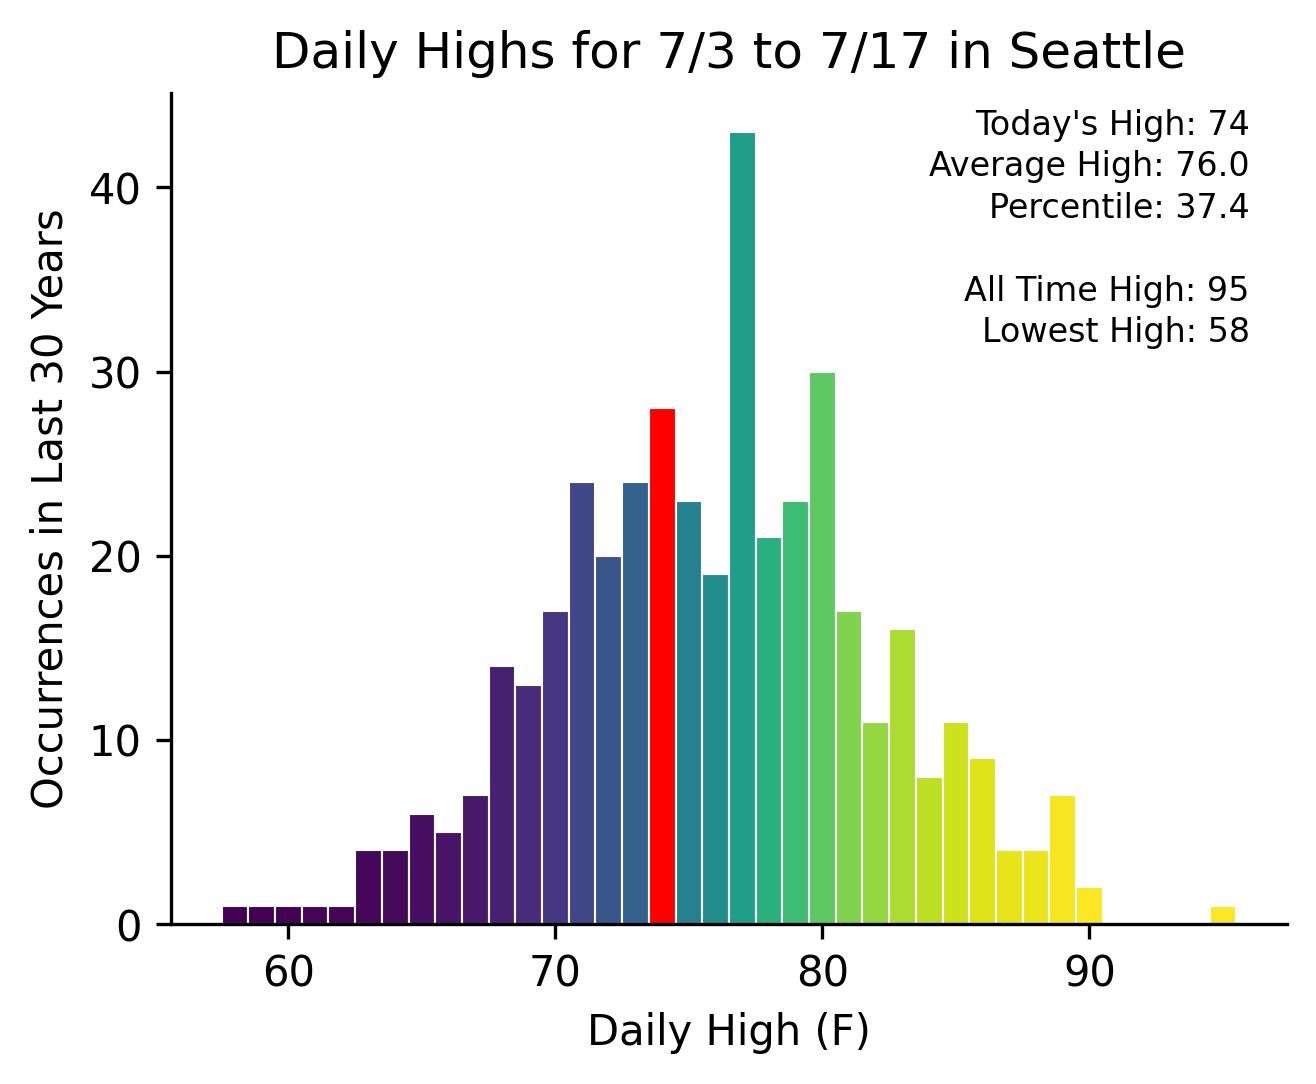 Daily Highs for 7/3 to 7/17 in Seattle
Today's High: 74
Average High: 76.0
Percentile: 37.4
All Time High: 95
Lowest High: 58
Occurrences in Last 30 Years
40
30
20
10
0
60 70 80 90
Daily High (F)